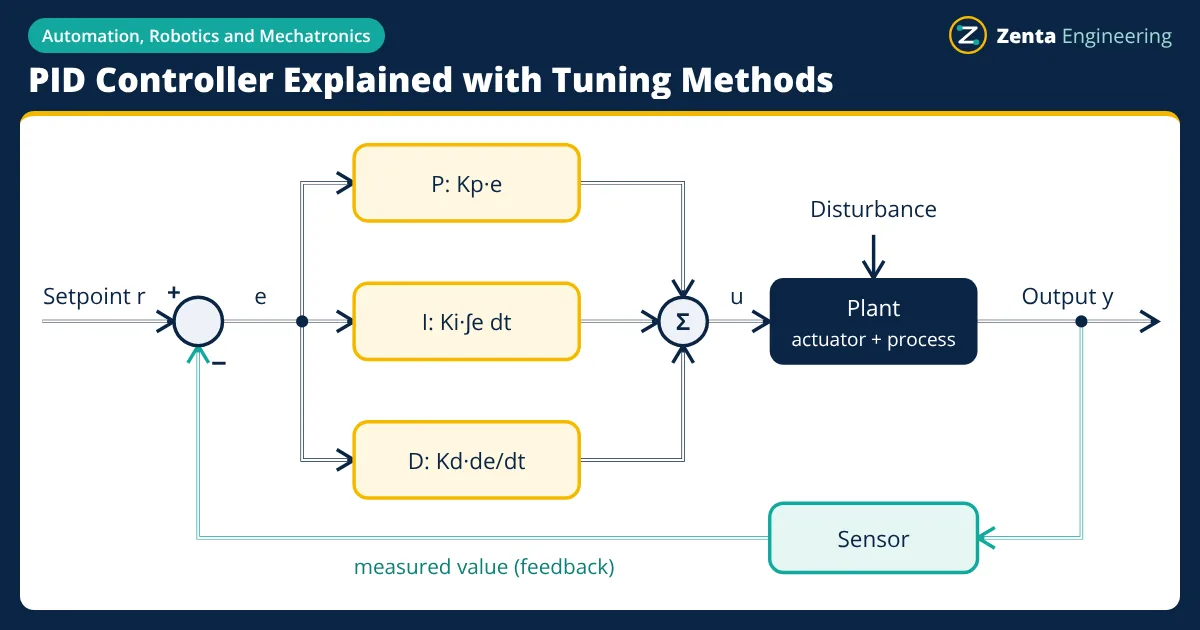 Automation, Robotics and Mechatronics
Zenta Engineering
PID Controller Explained with Tuning Methods
P: Kp·e
Disturbance
Setpoint r
+
e
I: Ki·∫e dt
Σ
u
Plant
actuator + process
Output y
−
D: Kd·de/dt
Sensor
measured value (feedback)